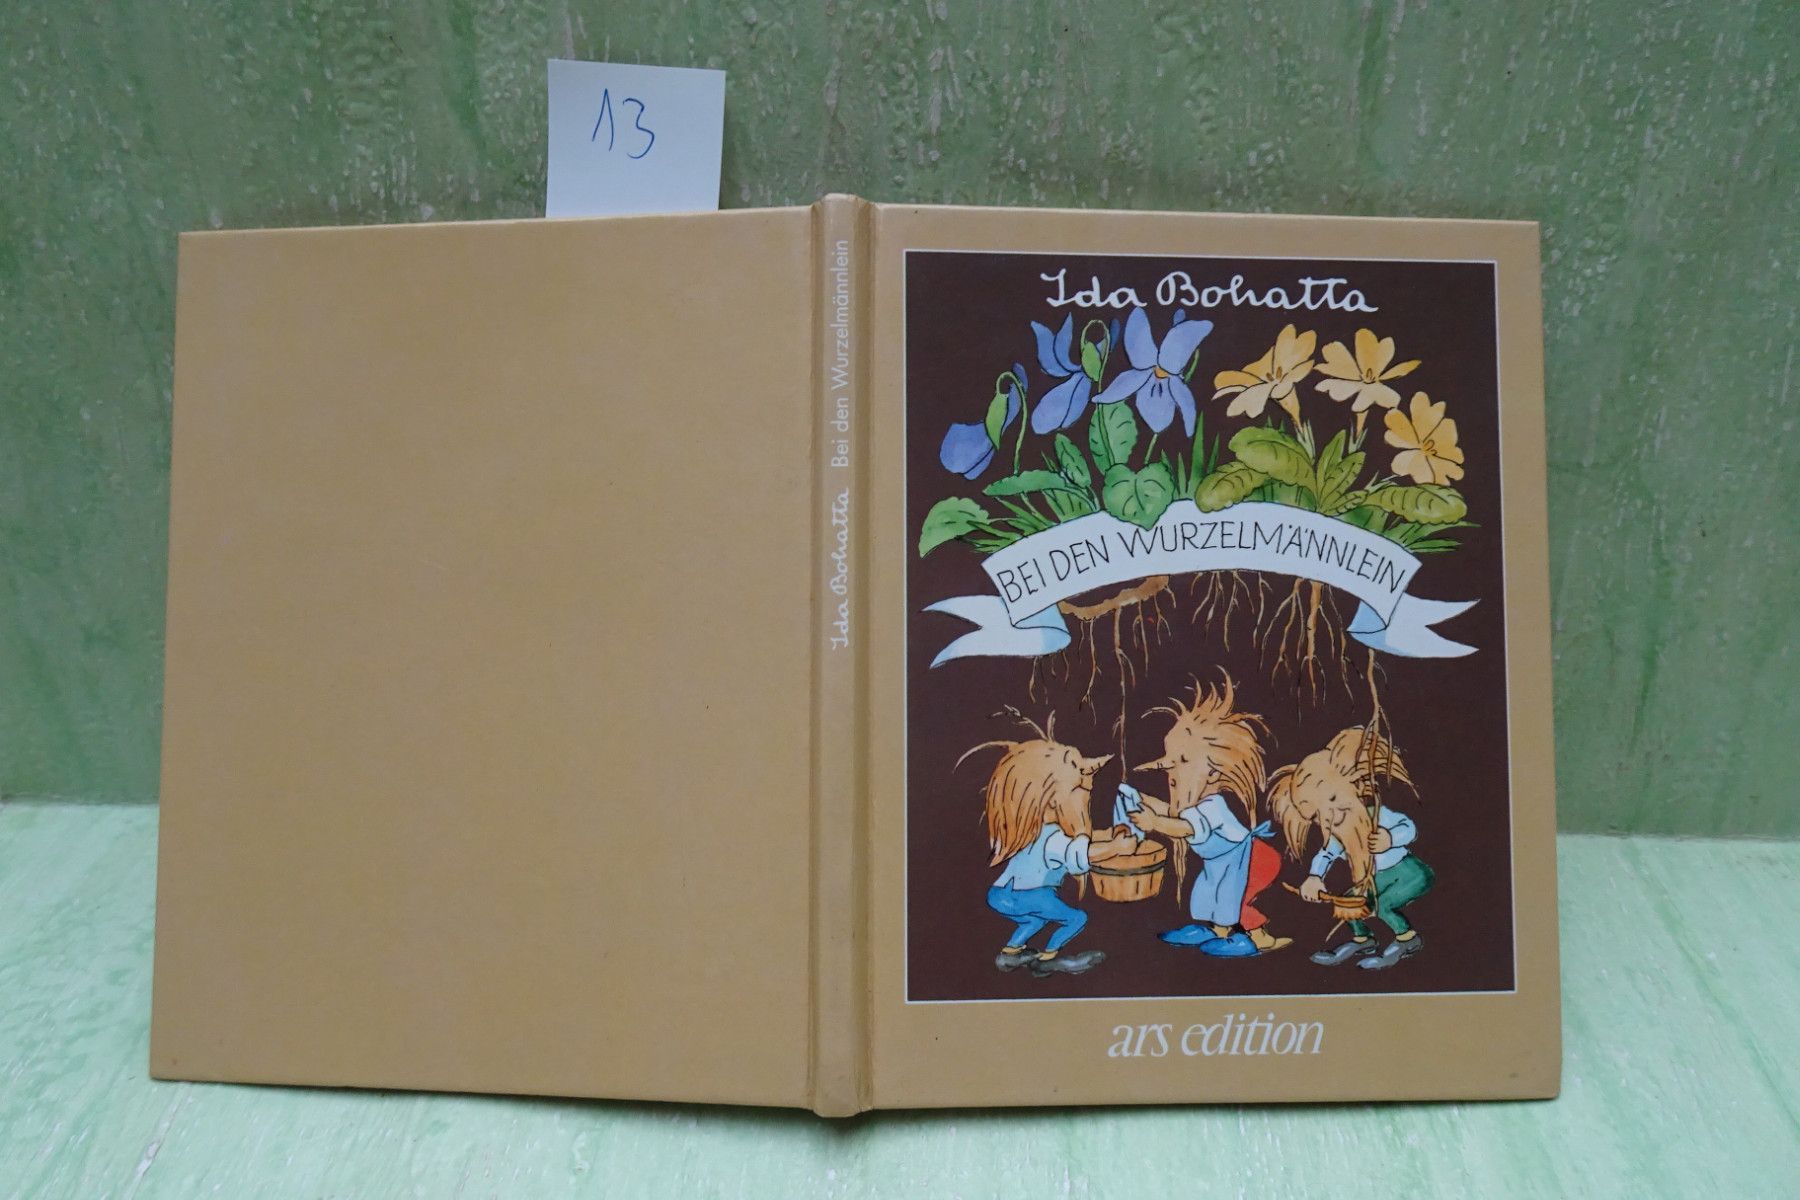 13
Ida Bohatta Bei den Wurzelmännlein
Ida Bohatta
BEI DEN WURZELMÄNNLEIN
ars edition